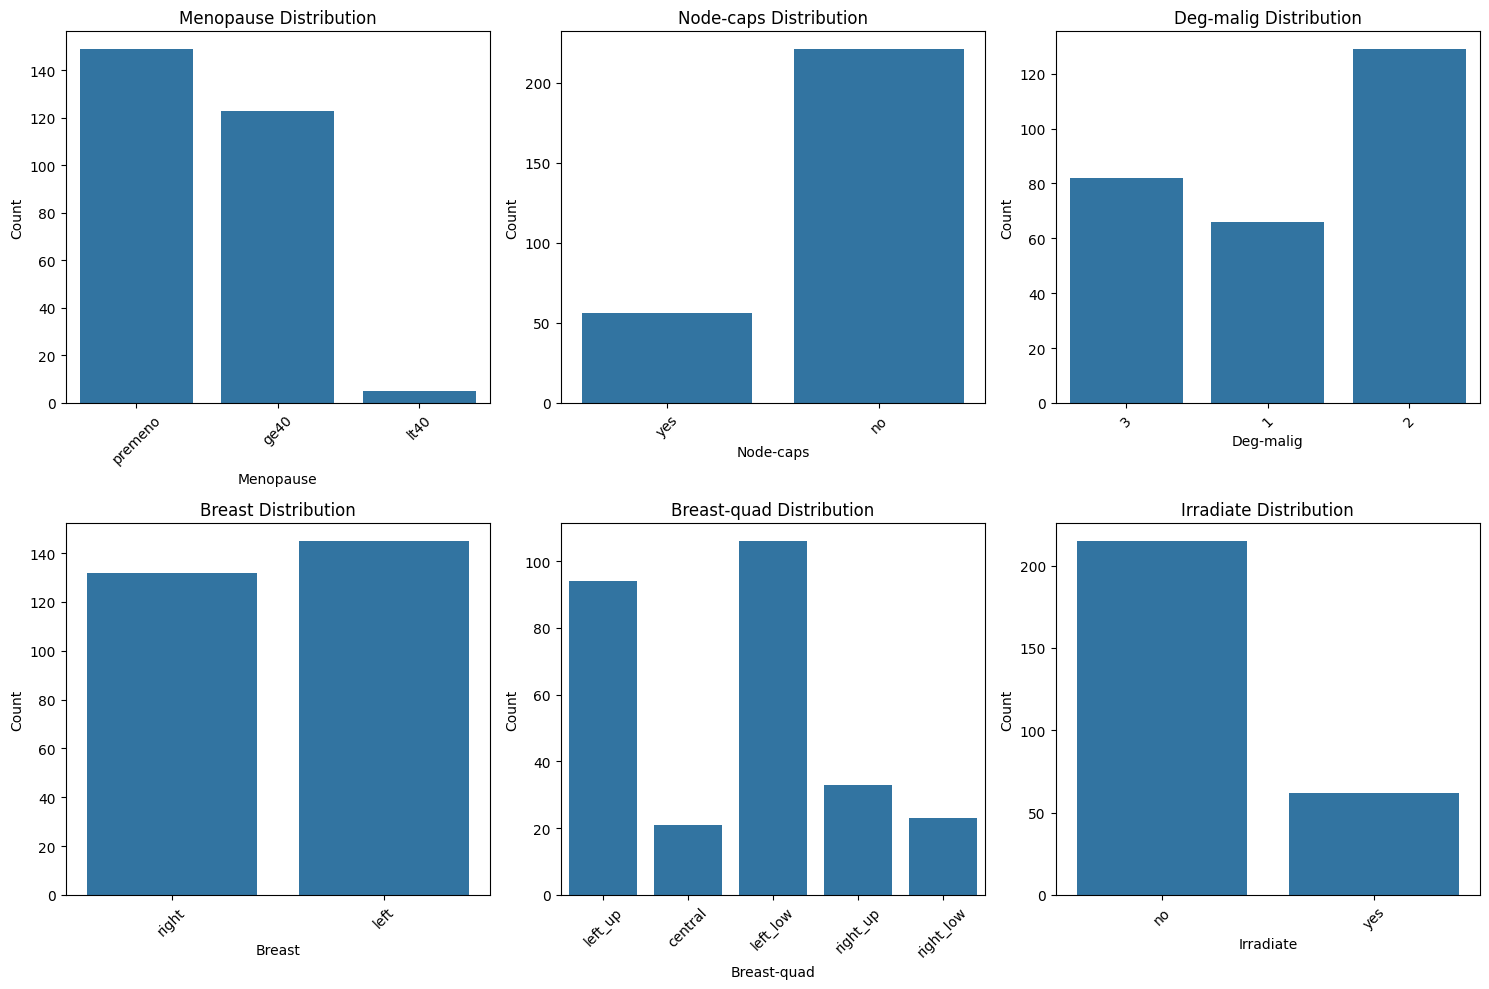 Menopause Distribution
140
120
100
80
60
40
20
0
Count
premeno
ge40
lt40
Menopause
Node-caps Distribution
200
150
100
50
0
Count
yes
no
Node-caps
Deg-malig Distribution
120
100
80
60
40
20
0
Count
3
1
2
Deg-malig
Breast Distribution
140
120
100
80
60
40
20
0
Count
right
left
Breast
Breast-quad Distribution
100
80
60
40
20
0
Count
left_up
central
left_low
right_up
right_low
Breast-quad
Irradiate Distribution
200
150
100
50
0
Count
no
yes
Irradiate